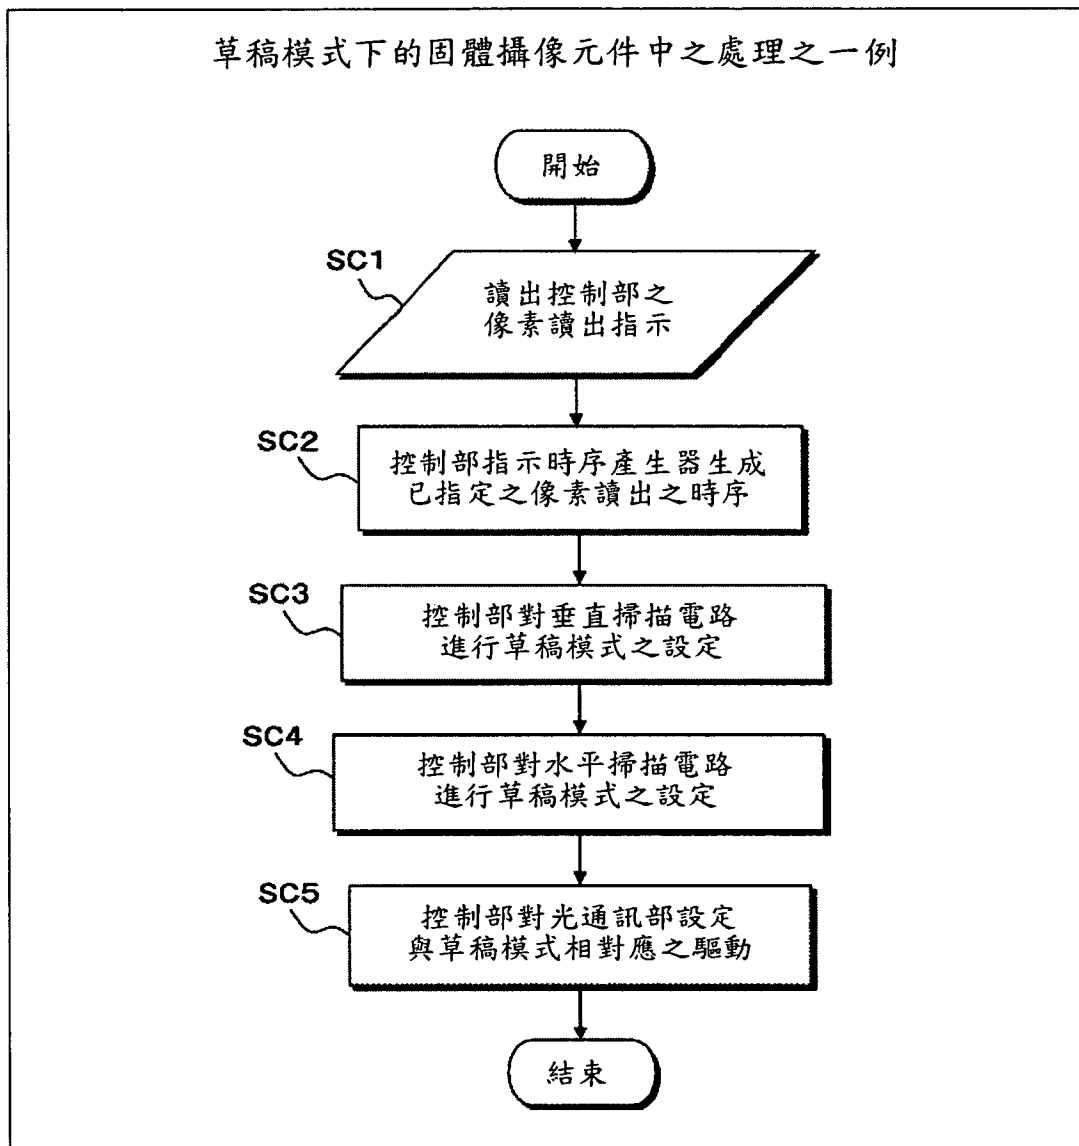 草稿模式下的固體攝像元件中之處理之一例
開始
SC1
讀出控制部之
像素讀出指示
SC2
控制部指示時序產生器生成
已指定之像素讀出之時序
SC3
控制部對垂直掃描電路
進行草稿模式之設定
SC4
控制部對水平掃描電路
進行草稿模式之設定
SC5
控制部對光通訊部設定
與草稿模式相對應之驅動
結束